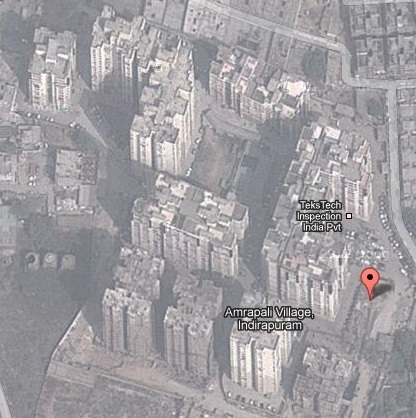 TeksTech
Inspection
India Pvt
Amrapali Village,
Indirapuram